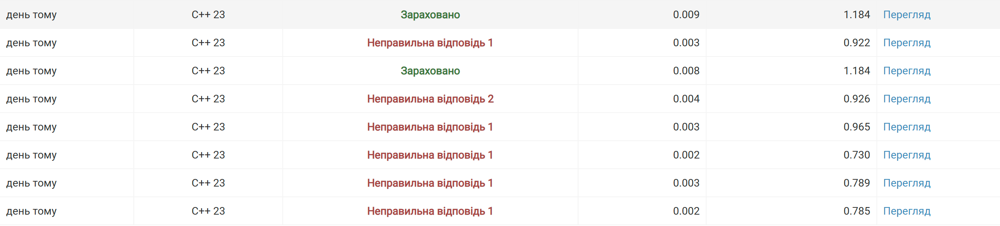 день тому C++ 23 Зараховано 0.009 1.184 Перегляд
день тому C++ 23 Неправильна відповідь 1 0.003 0.922 Перегляд
день тому C++ 23 Зараховано 0.008 1.184 Перегляд
день тому C++ 23 Неправильна відповідь 2 0.004 0.926 Перегляд
день тому C++ 23 Неправильна відповідь 1 0.003 0.965 Перегляд
день тому C++ 23 Неправильна відповідь 1 0.002 0.730 Перегляд
день тому C++ 23 Неправильна відповідь 1 0.003 0.789 Перегляд
день тому C++ 23 Неправильна відповідь 1 0.002 0.785 Перегляд